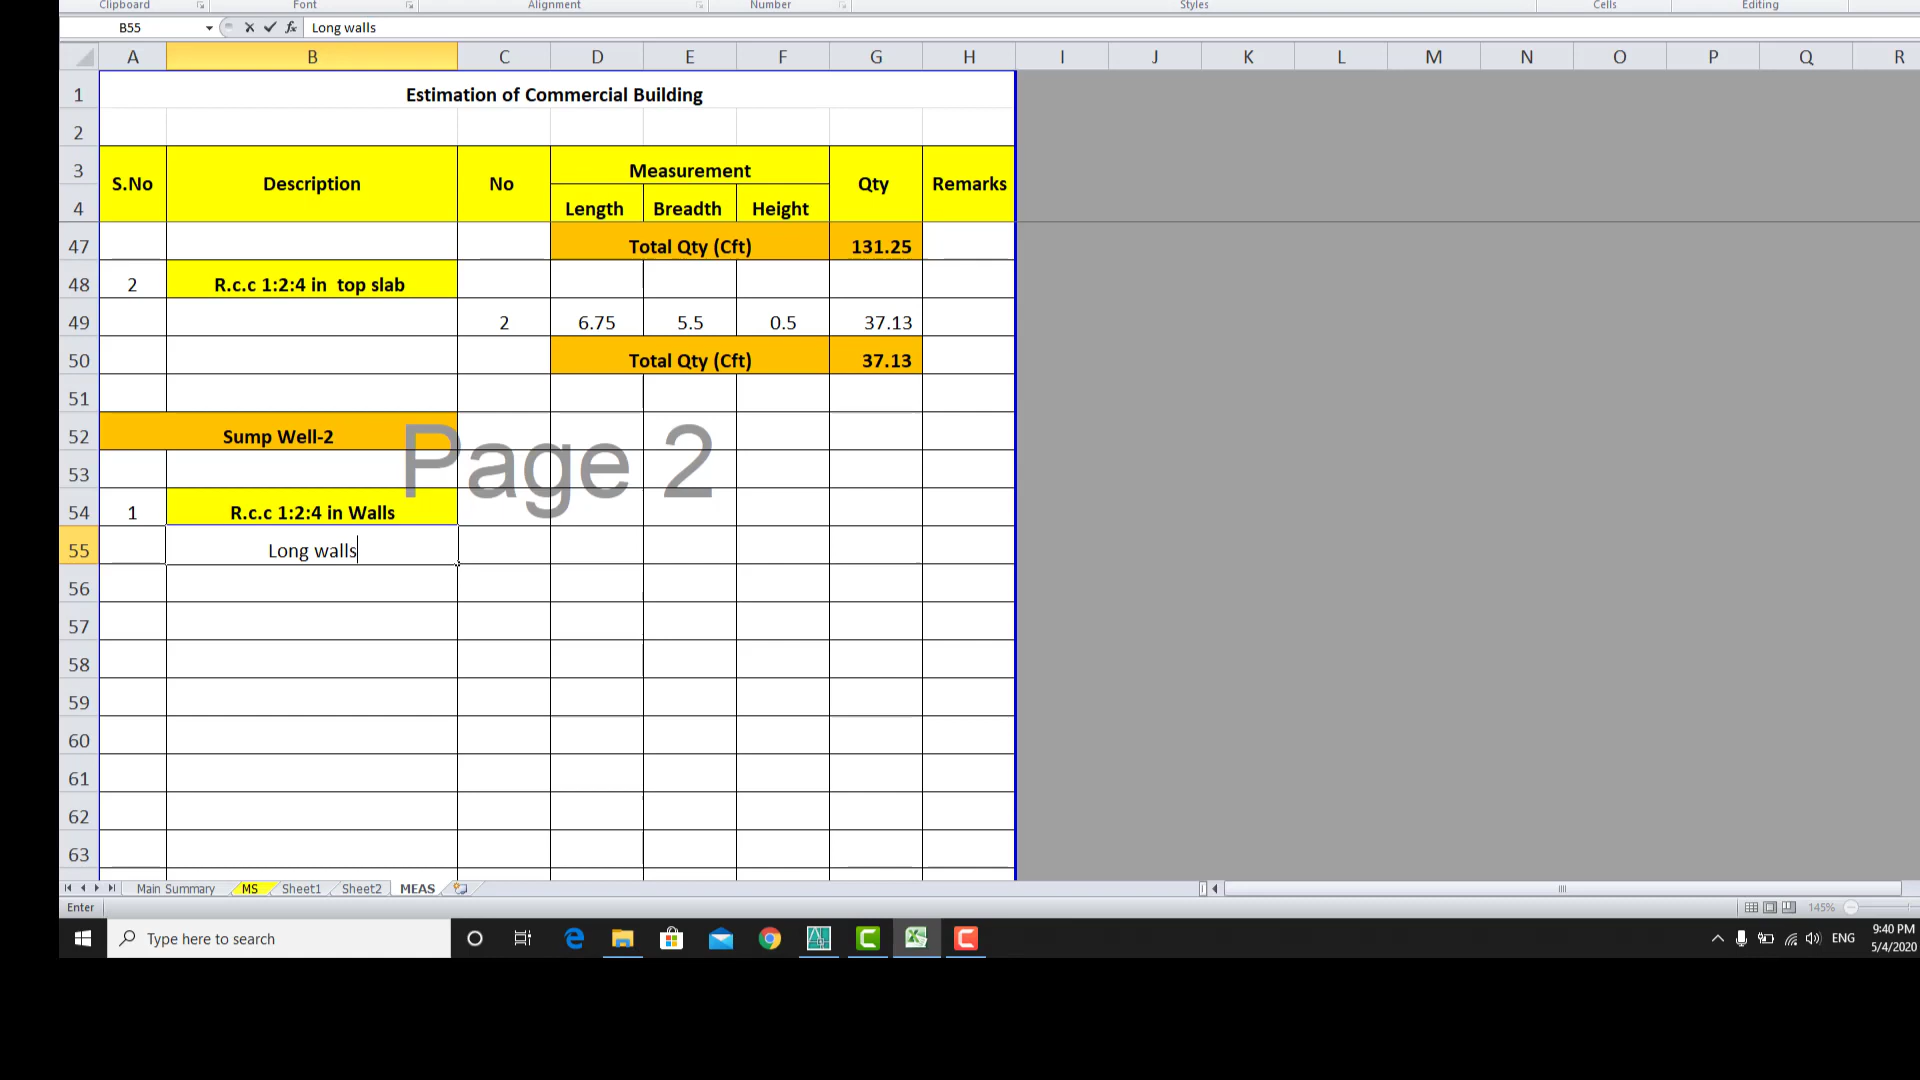 Clipboard Font Alignment Number Styles Cells Editing
B55 fx Long walls
A B C D E F G H I J K L M N O P Q R
1 Estimation of Commercial Building
2
3 S.No Description No Measurement Qty Remarks
4 Length Breadth Height
47 Total Qty (Cft) 131.25
48 2 R.c.c 1:2:4 in top slab
49 2 6.75 5.5 0.5 37.13
50 Total Qty (Cft) 37.13
51
52 Sump Well-2
Page 2
53
54 1 R.c.c 1:2:4 in Walls
55 Long walls
56
57
58
59
60
61
62
63
Main Summary MS Sheet1 Sheet2 MEAS
Enter 145%
Type here to search ENG 9:40 PM
5/4/2020